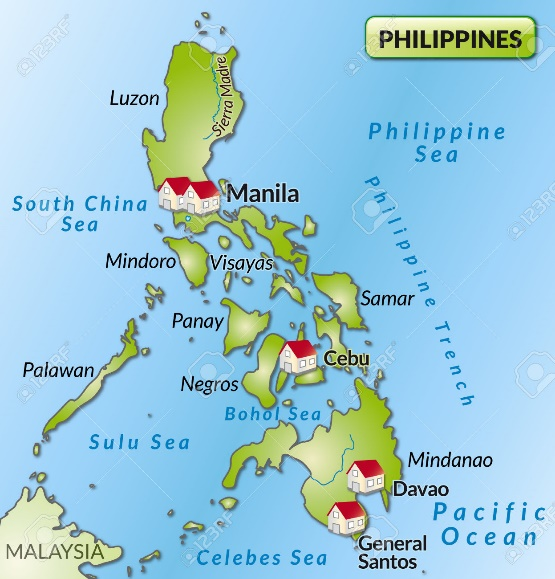 PHILIPPINES
Luzon
Sierra Madre
Philippine
Sea
Manila
South China
Sea
Philippine Trench
Mindoro
Visayas
Samar
Panay
Cebu
Palawan
Negros
Bohol Sea
Sulu Sea
Mindanao
Davao
Pacific
Ocean
General
Santos
MALAYSIA
Celebes Sea
123RF